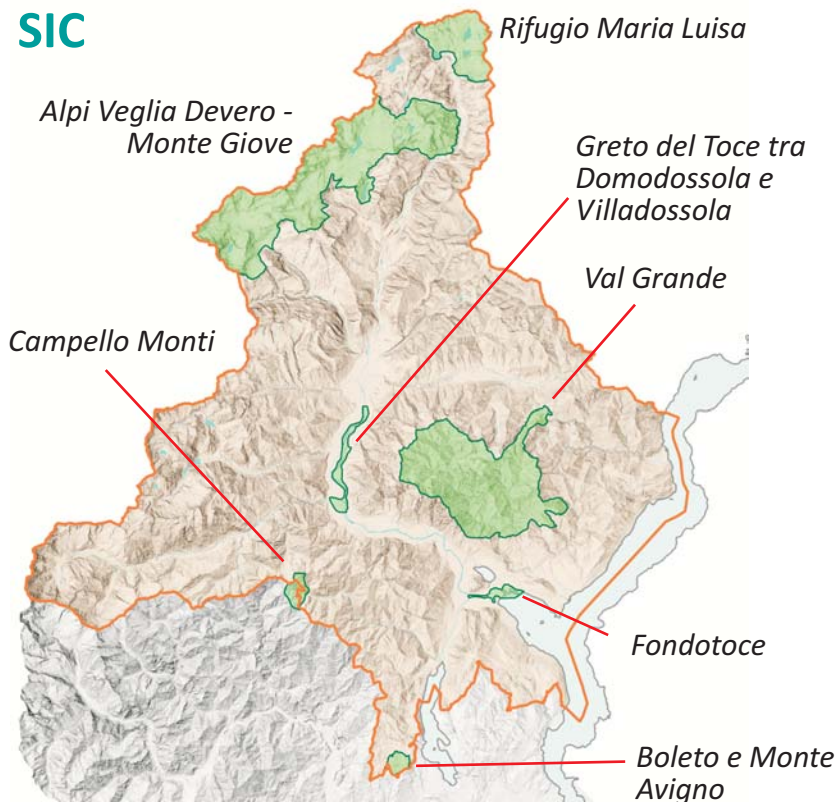 SIC
Rifugio Maria Luisa
Alpi Veglia Devero -
Monte Giove
Greto del Toce tra
Domodossola e
Villadossola
Val Grande
Campello Monti
Fondotoce
Boleto e Monte
Avigno